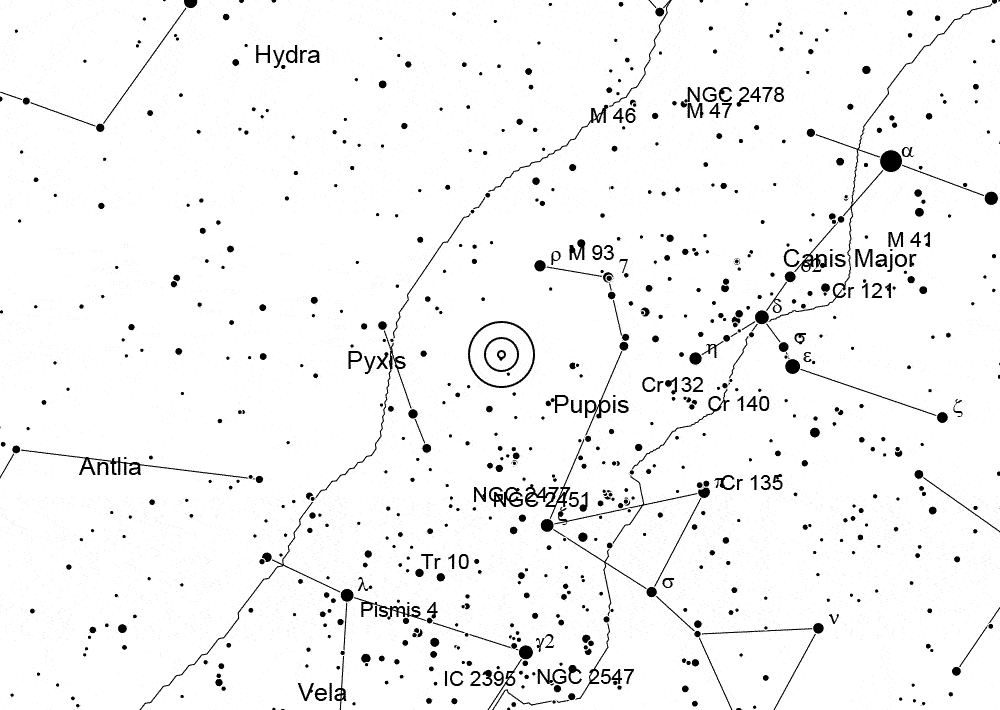 Hydra
NGC 2478
M 46
M 47
α
M 41
ρ
M 93
7
Canis Major
ο2
Cr 121
δ
σ
η
ε
Pyxis
Cr 132
Puppis
Cr 140
ζ
Antlia
π
Cr 135
NGC 2477
NGC 2451
ζ
Tr 10
λ
σ
Pismis 4
ν
γ2
IC 2395
NGC 2547
Vela